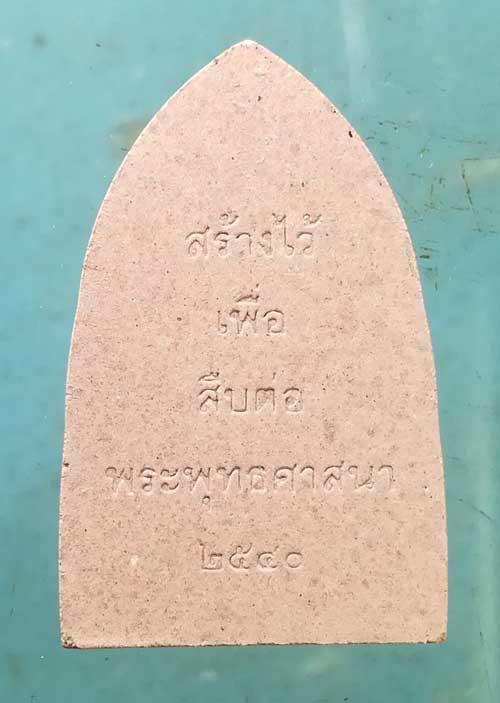 สร้างไว้
เพื่อ
สืบต่อ
พระพุทธศาสนา
๒๕๔๐